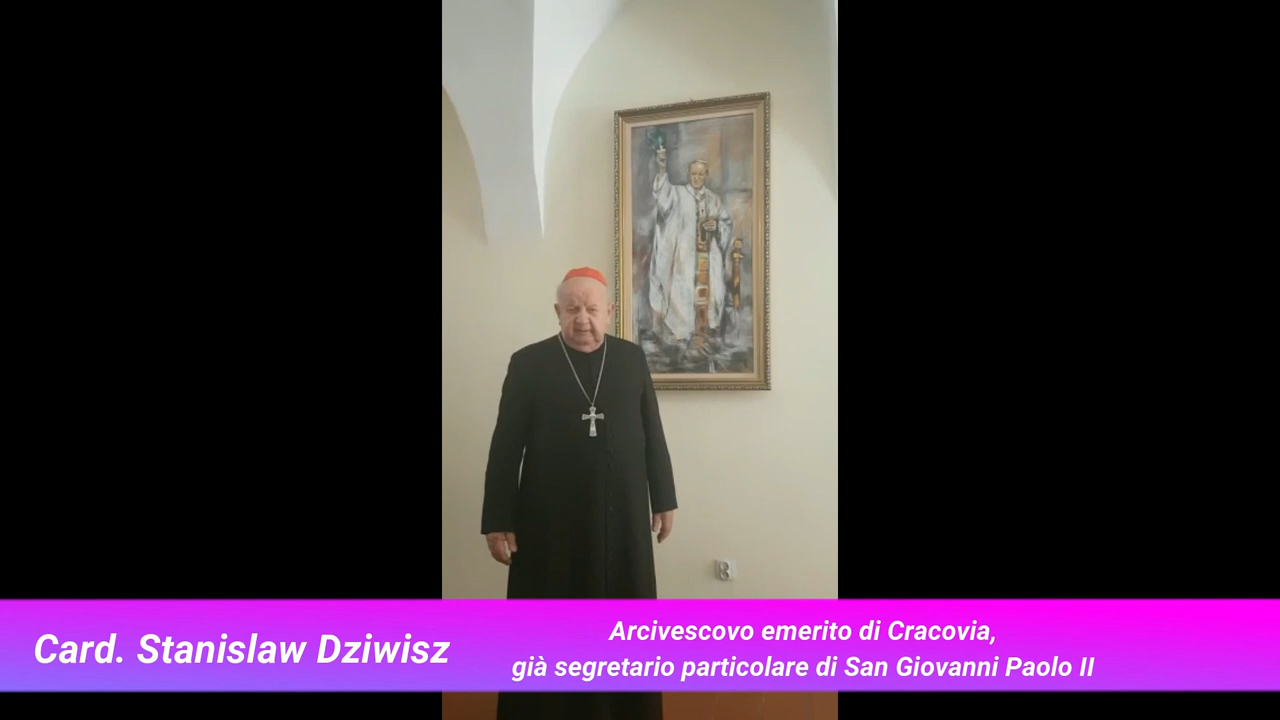 Card. Stanislaw Dziwisz
Arcivescovo emerito di Cracovia,
già segretario particolare di San Giovanni Paolo II